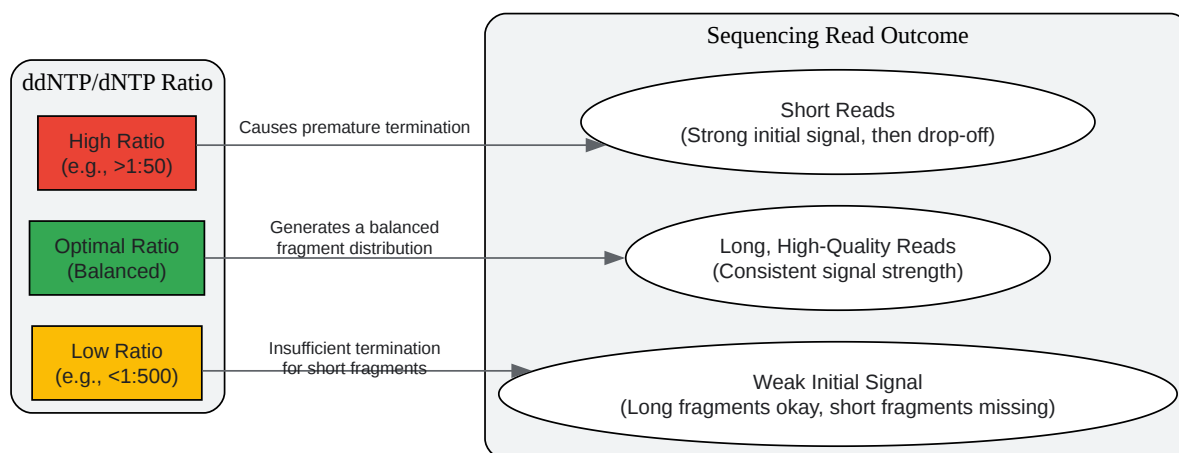 ddNTP/dNTP Ratio
High Ratio
(e.g., >1:50)
Optimal Ratio
(Balanced)
Low Ratio
(e.g., <1:500)
Causes premature termination
Generates a balanced
fragment distribution
Insufficient termination
for short fragments
Sequencing Read Outcome
Short Reads
(Strong initial signal, then drop-off)
Long, High-Quality Reads
(Consistent signal strength)
Weak Initial Signal
(Long fragments okay, short fragments missing)